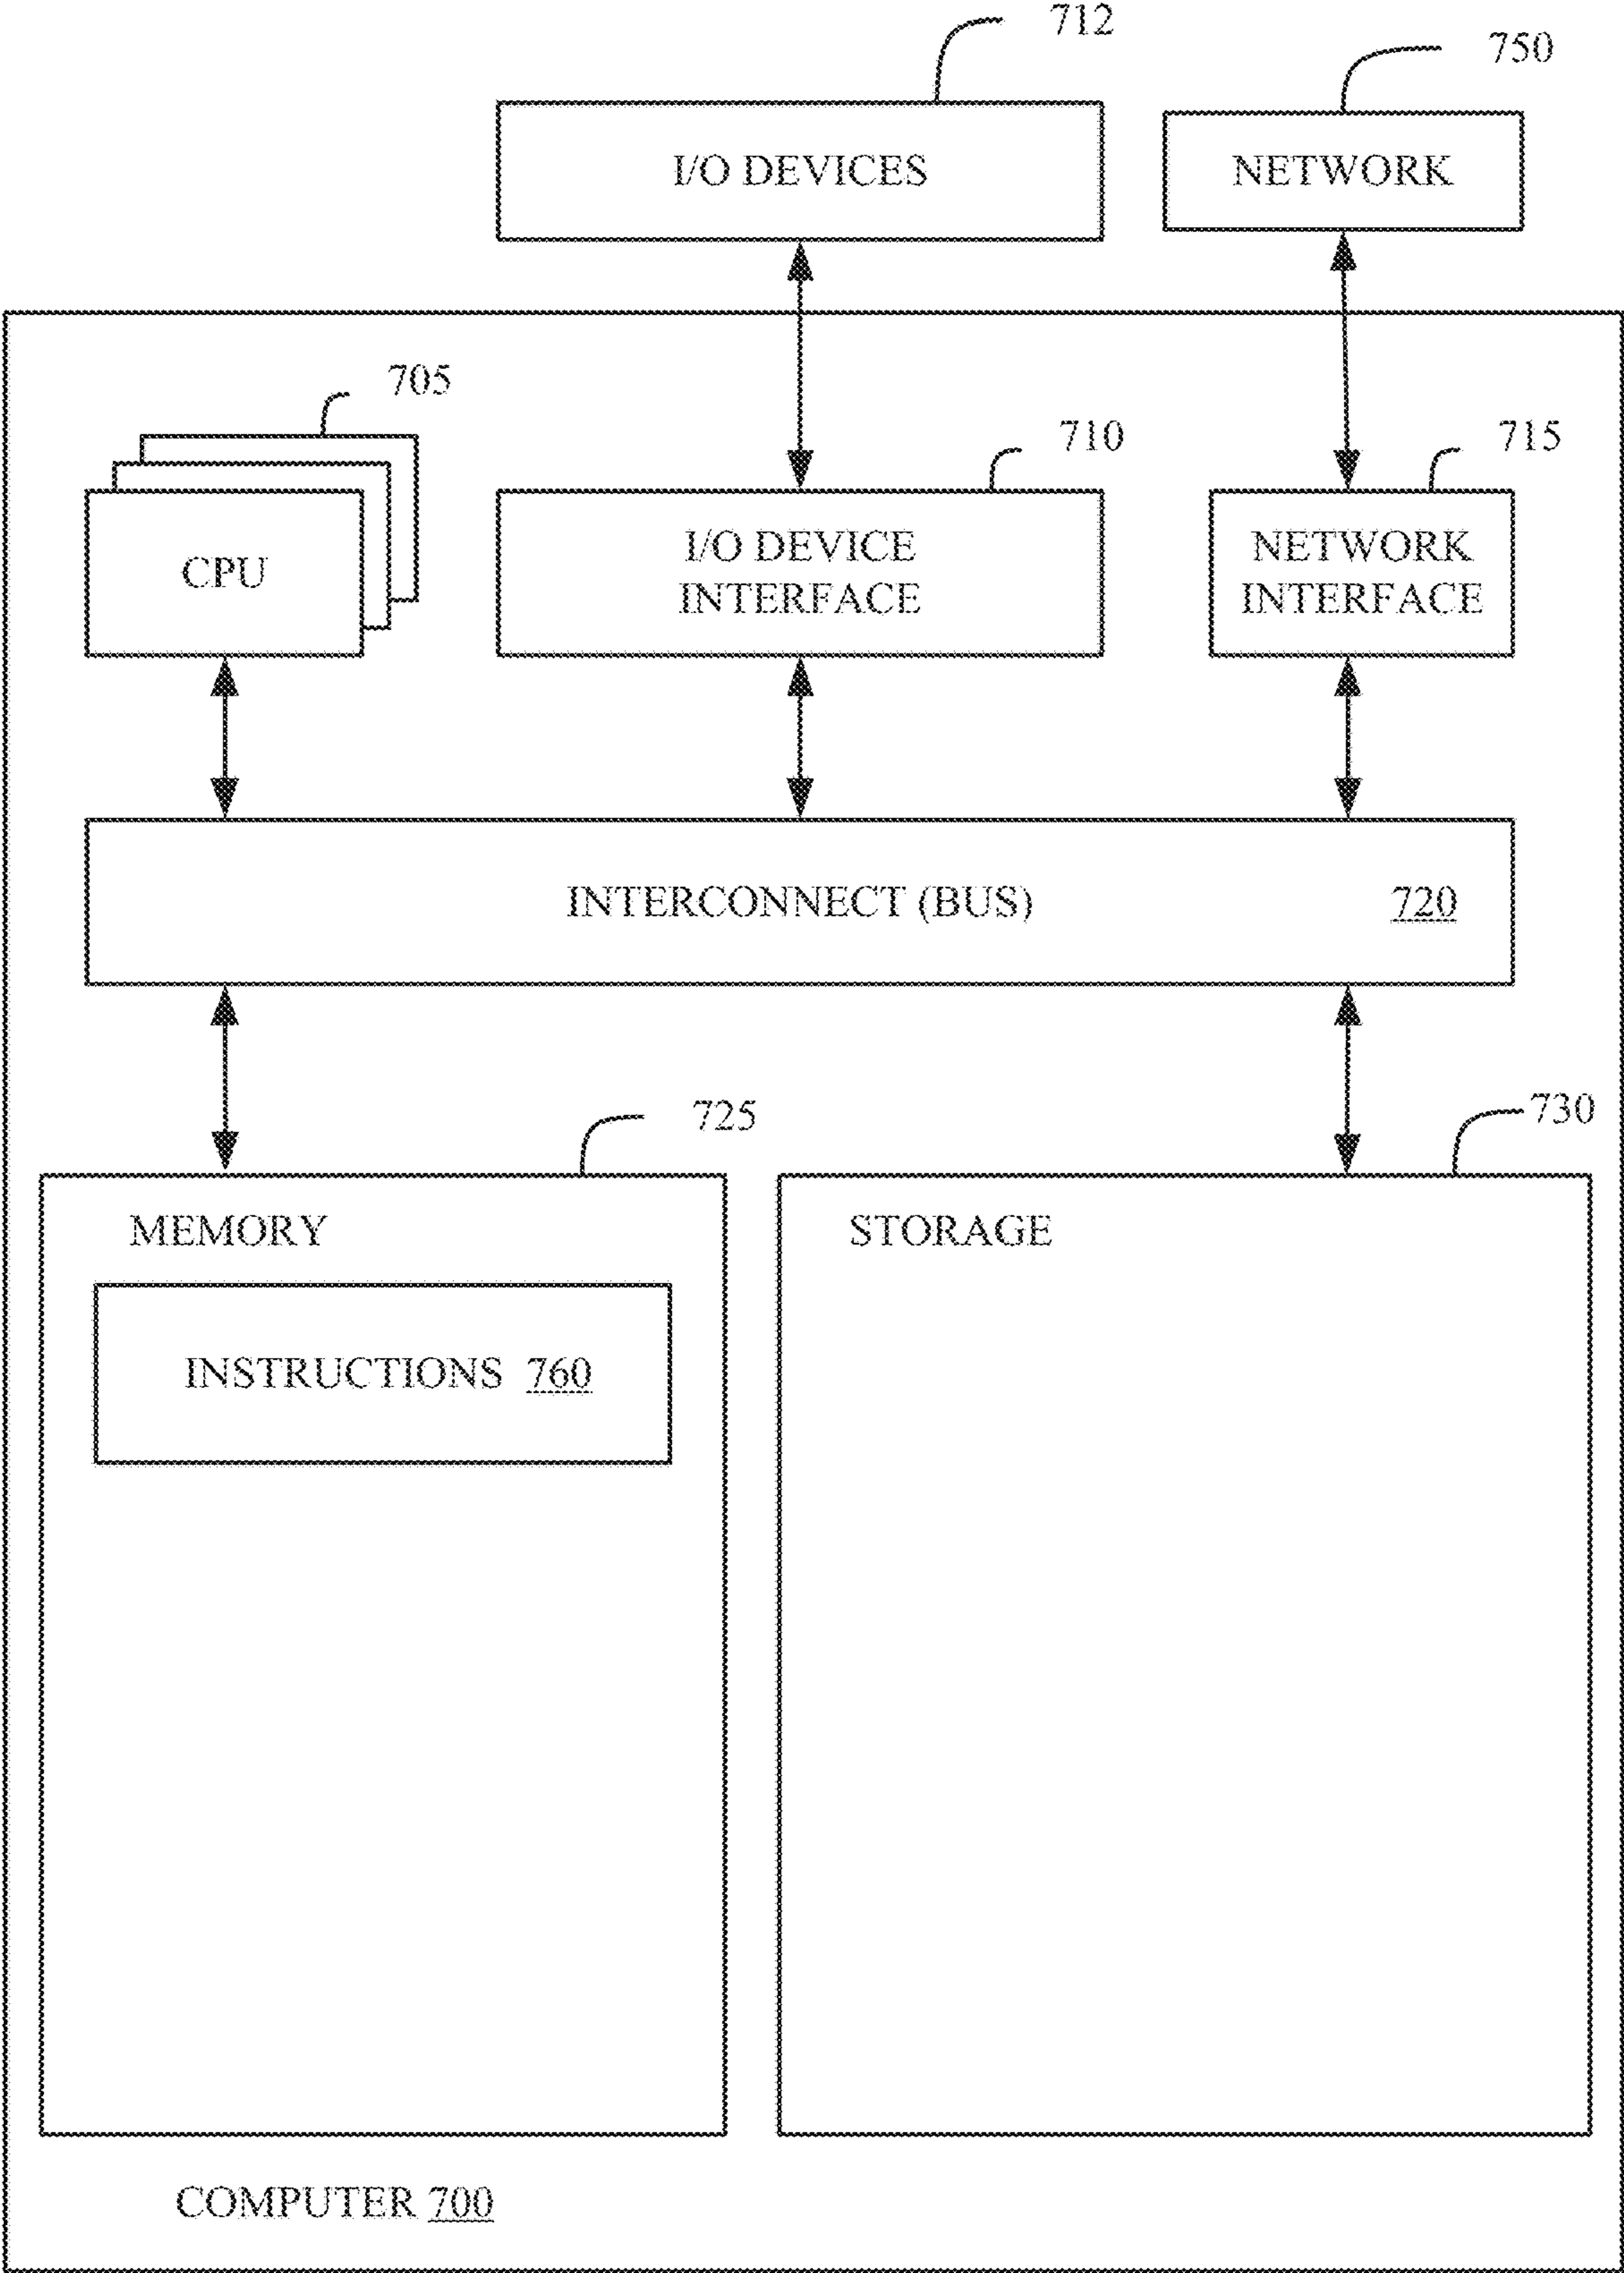 712
750
I/O DEVICES
NETWORK
705
710
715
CPU
I/O DEVICE
INTERFACE
NETWORK
INTERFACE
INTERCONNECT (BUS) 720
725
730
MEMORY
STORAGE
INSTRUCTIONS 760
COMPUTER 700